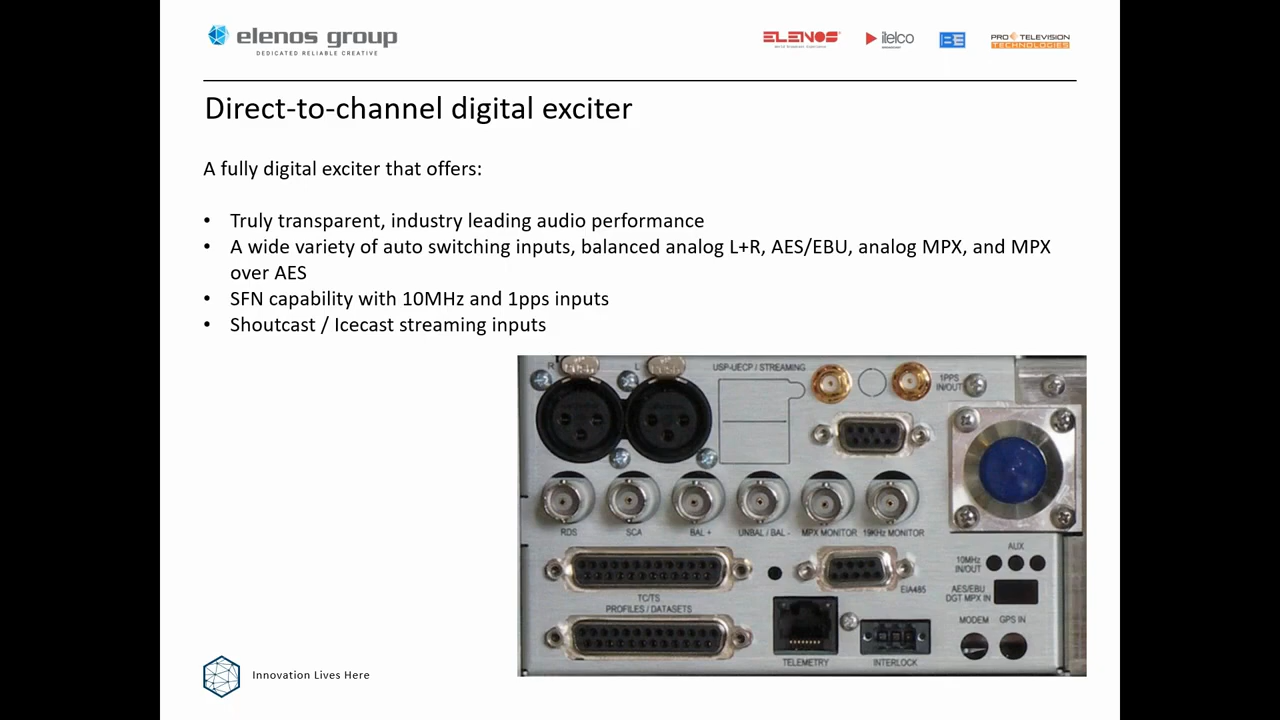 elenos group
DEDICATED RELIABLE CREATIVE
ELENOS
itelco
BE
PRO TELEVISION
TECHNOLOGIES
Direct-to-channel digital exciter
A fully digital exciter that offers:
• Truly transparent, industry leading audio performance
• A wide variety of auto switching inputs, balanced analog L+R, AES/EBU, analog MPX, and MPX
over AES
• SFN capability with 10MHz and 1pps inputs
• Shoutcast / Icecast streaming inputs
R
L
USP-UECP / STREAMING
1PPS
IN/OUT
RDS
SCA
BAL +
UNBAL / BAL -
MPX MONITOR
19KHz MONITOR
AUX
10MHz
IN/OUT
EIA485
AES/EBU
DGT MPX IN
TC/TS
PROFILES / DATASETS
MODEM
GPS IN
TELEMETRY
INTERLOCK
Innovation Lives Here